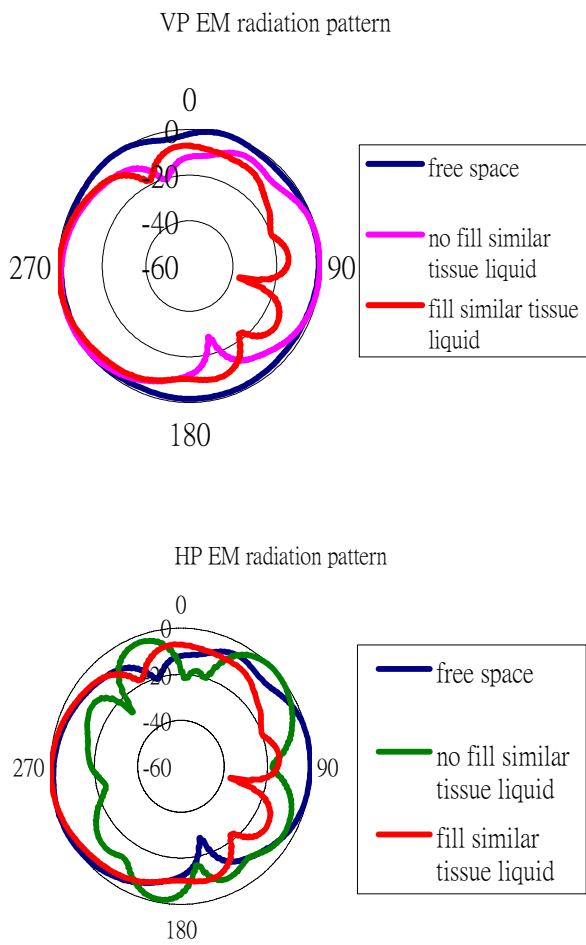 VP EM radiation pattern
0
0
-20
-40
-60
270
90
180
free space
no fill similar
tissue liquid
fill similar tissue
liquid
HP EM radiation pattern
0
0
-20
-40
-60
270
90
180
free space
no fill similar
tissue liquid
fill similar
tissue liquid